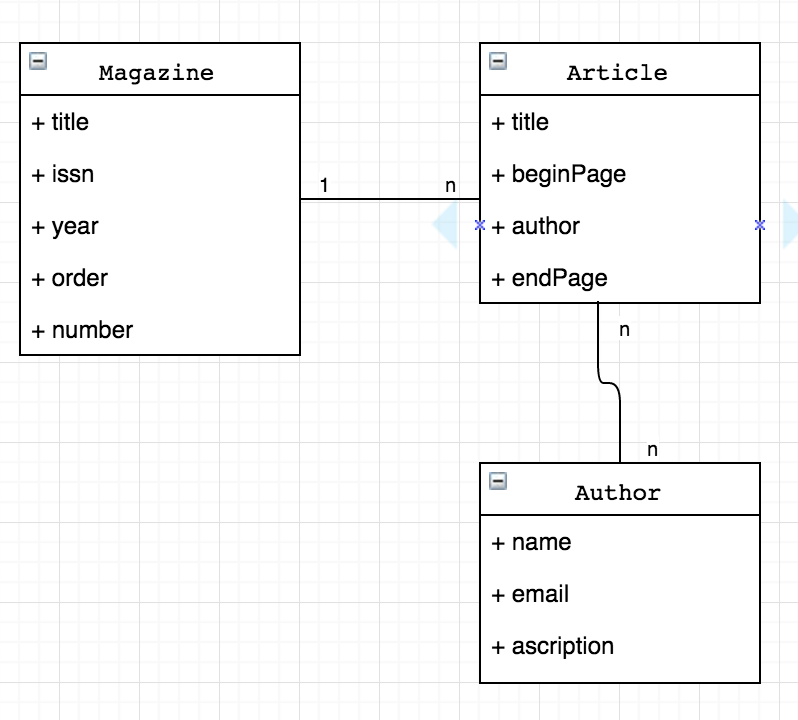 Magazine
+ title
+ issn
+ year
+ order
+ number
1
n
Article
+ title
+ beginPage
+ author
+ endPage
n
n
Author
+ name
+ email
+ ascription